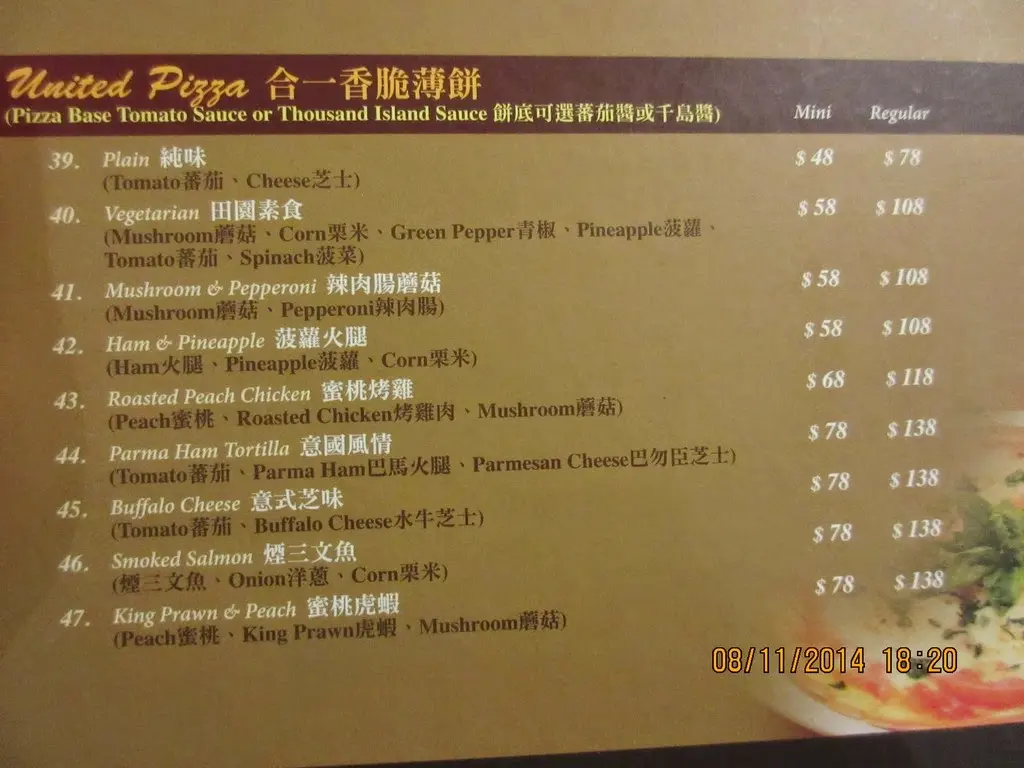 United Pizza 合一香脆薄餅
(Pizza Base Tomato Sauce or Thousand Island Sauce 餅底可選蕃茄醬或千島醬) Mini Regular
39. Plain 純味 $ 48 $ 78
(Tomato蕃茄、Cheese芝士)
40. Vegetarian 田園素食 $ 58 $ 108
(Mushroom蘑菇、Corn粟米、Green Pepper青椒、Pineapple菠蘿、
Tomato蕃茄、Spinach菠菜)
41. Mushroom & Pepperoni 辣肉腸蘑菇 $ 58 $ 108
(Mushroom蘑菇、Pepperoni辣肉腸)
42. Ham & Pineapple 菠蘿火腿 $ 58 $ 108
(Ham火腿、Pineapple菠蘿、Corn粟米)
43. Roasted Peach Chicken 蜜桃烤雞 $ 68 $ 118
(Peach蜜桃、Roasted Chicken烤雞肉、Mushroom蘑菇)
44. Parma Ham Tortilla 意國風情 $ 78 $ 138
(Tomato蕃茄、Parma Ham巴馬火腿、Parmesan Cheese巴勿臣芝士)
45. Buffalo Cheese 意式芝味 $ 78 $ 138
(Tomato蕃茄、Buffalo Cheese水牛芝士)
46. Smoked Salmon 煙三文魚 $ 78 $ 138
(煙三文魚、Onion洋蔥、Corn粟米)
47. King Prawn & Peach 蜜桃虎蝦 $ 78 $ 138
(Peach蜜桃、King Prawn虎蝦、Mushroom蘑菇)
08/11/2014 18:20